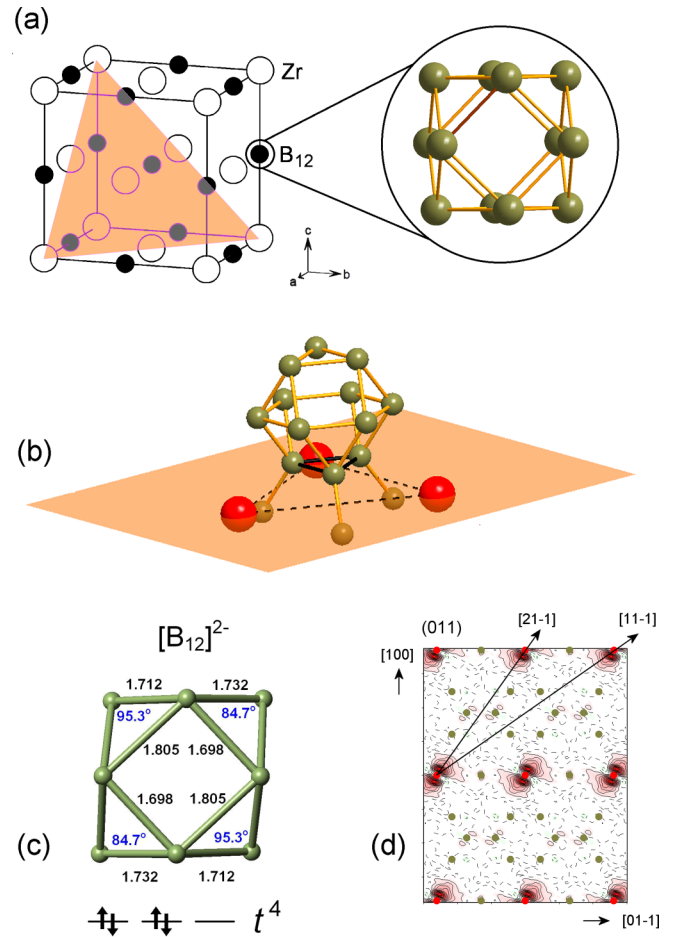 (a)
Zr
B₁₂
c
a
b
(b)
[B₁₂]²⁻
1.712
1.732
95.3°
84.7°
1.805
1.698
1.698
1.805
84.7°
95.3°
1.732
1.712
(c)
t⁴
(011)
[21-1]
[11-1]
[100]
(d)
[01-1]